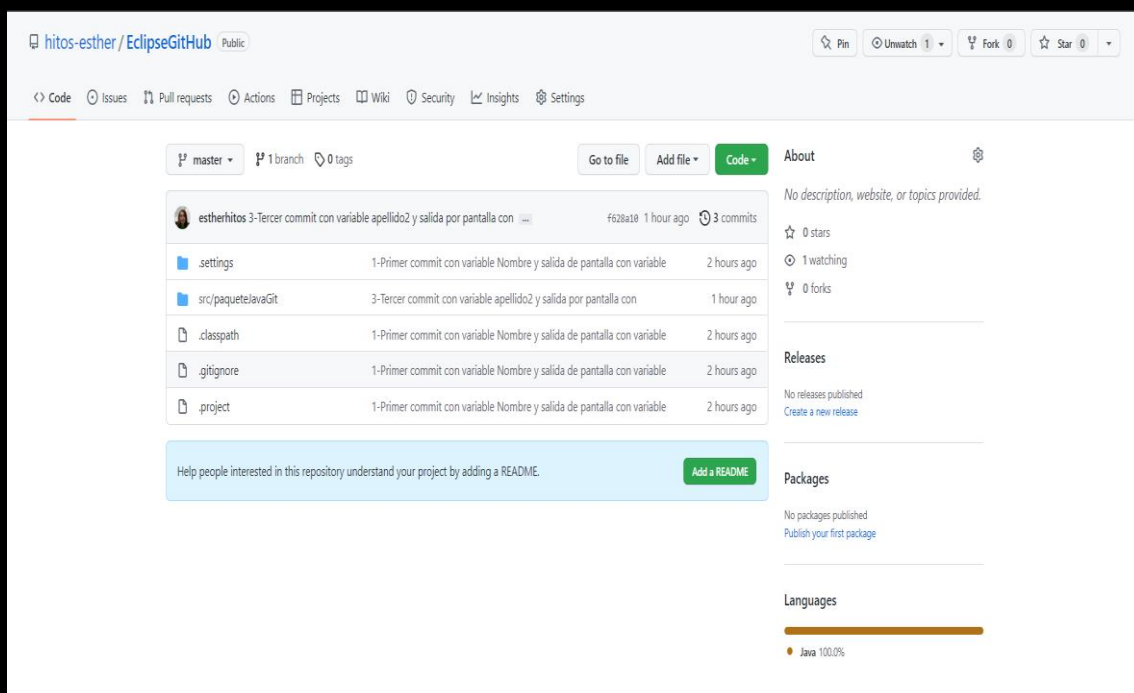 hitos-esther / EclipseGitHub Public
Pin Unwatch 1 Fork 0 Star 0
<> Code Issues Pull requests Actions Projects Wiki Security Insights Settings
master 1 branch 0 tags Go to file Add file Code
estherhitos 3-Tercer commit con variable apellido2 y salida por pantalla con ... f628a10 1 hour ago 3 commits
.settings 1-Primer commit con variable Nombre y salida de pantalla con variable 2 hours ago
src/paqueteJavaGit 3-Tercer commit con variable apellido2 y salida por pantalla con 1 hour ago
.classpath 1-Primer commit con variable Nombre y salida de pantalla con variable 2 hours ago
.gitignore 1-Primer commit con variable Nombre y salida de pantalla con variable 2 hours ago
.project 1-Primer commit con variable Nombre y salida de pantalla con variable 2 hours ago
Help people interested in this repository understand your project by adding a README. Add a README
About
No description, website, or topics provided.
0 stars
1 watching
0 forks
Releases
No releases published
Create a new release
Packages
No packages published
Publish your first package
Languages
Java 100.0%